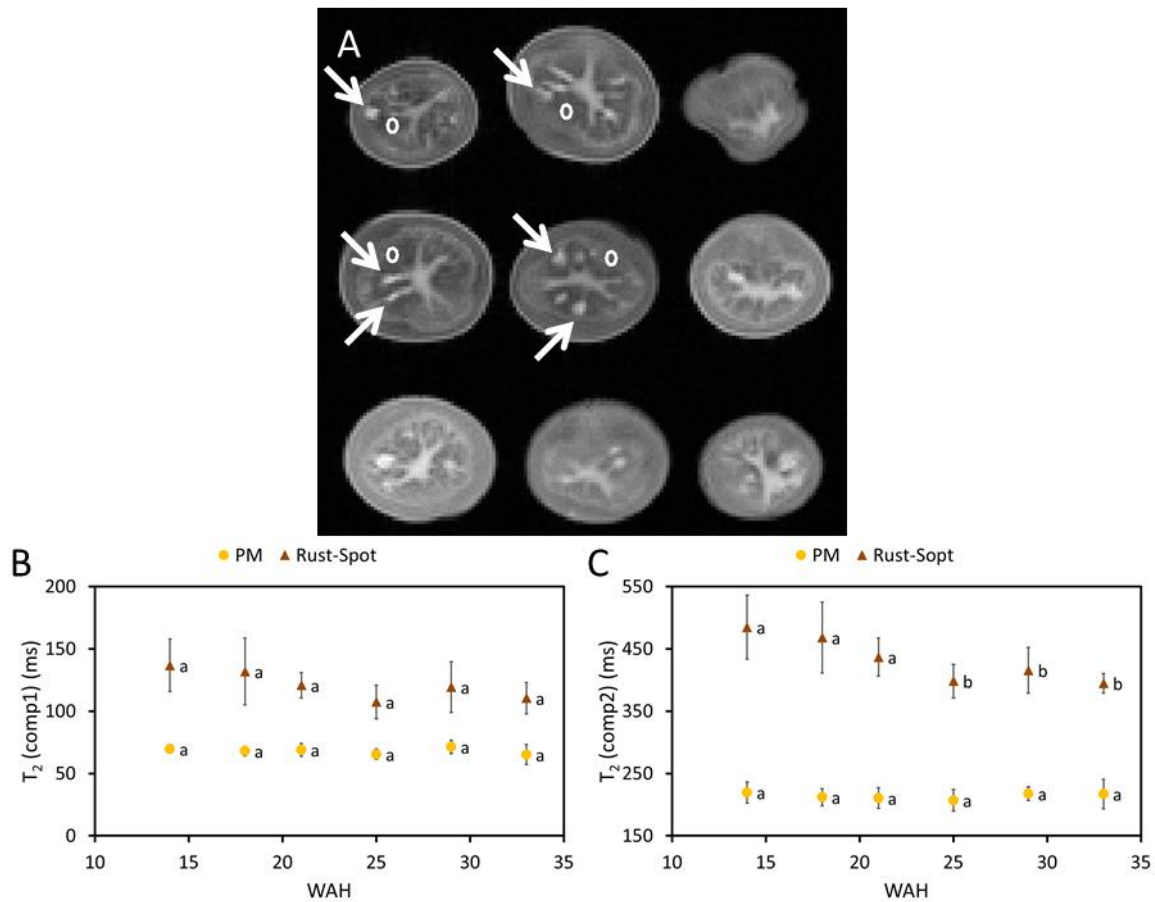 A
B
PM Rust-Spot
T2 (comp1) (ms)
200
150
100
50
0
a a a a a a
a a a a a a
10 15 20 25 30 35
WAH
C
PM Rust-Sopt
T2 (comp2) (ms)
550
450
350
250
150
a a a b b b
a a a a a a
10 15 20 25 30 35
WAH